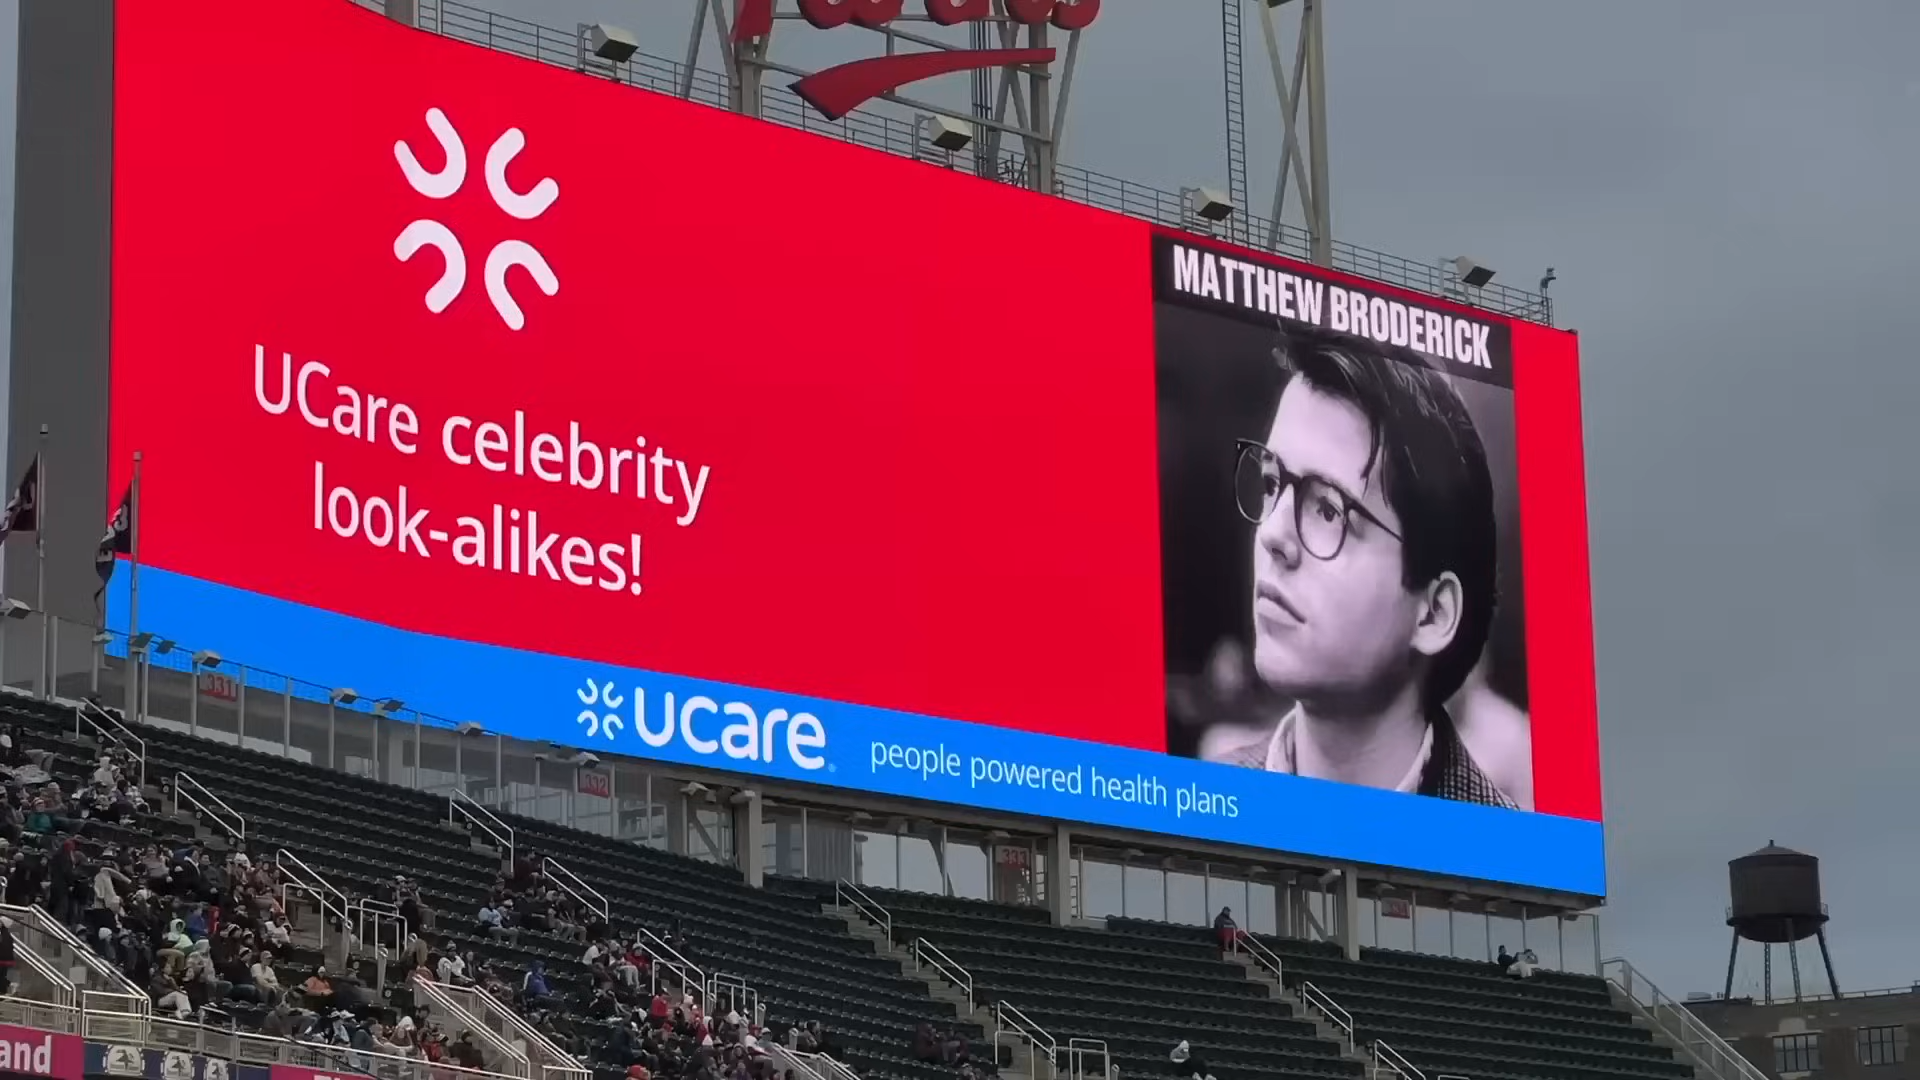 MATTHEW BRODERICK
UCare celebrity
look-alikes!
ucare
people powered health plans
331
332
333
and